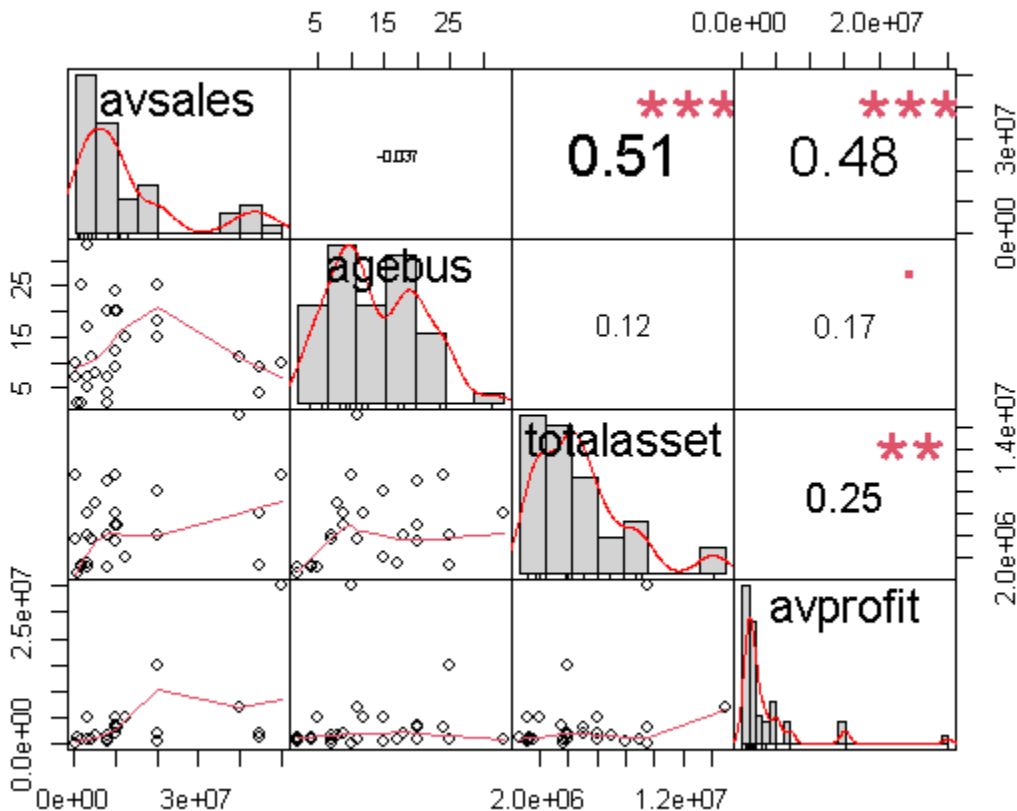 5 15 25
0.0e+00 2.0e+07
avsales
-0.037
***
0.51
***
0.48
0e+00 3e+07
5 15 25
agebus
0.12
0.17
totalasset
**
0.25
2.0e+06 1.4e+07
0.0e+00 2.5e+07
avprofit
0e+00 3e+07
2.0e+06 1.2e+07